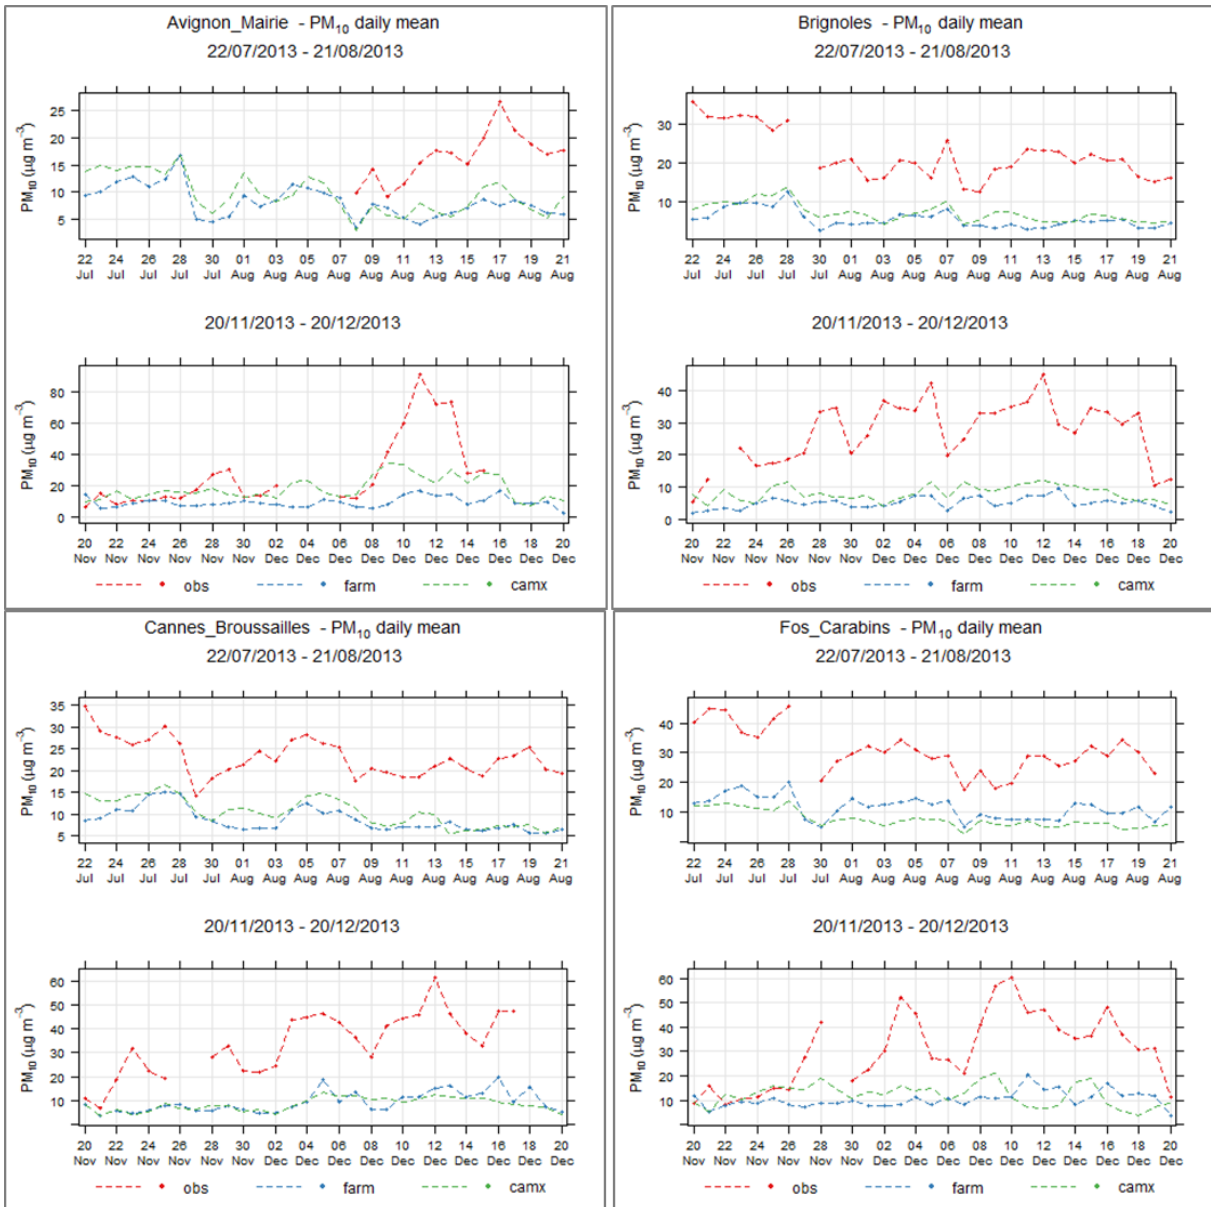 Avignon_Mairie - PM10 daily mean
22/07/2013 - 21/08/2013
PM10 (µg m−3)
25
20
15
10
5
22 24 26 28 30 01 03 05 07 09 11 13 15 17 19 21
Jul Jul Jul Jul Jul Aug Aug Aug Aug Aug Aug Aug Aug Aug Aug Aug
20/11/2013 - 20/12/2013
PM10 (µg m−3)
80
60
40
20
0
20 22 24 26 28 30 02 04 06 08 10 12 14 16 18 20
Nov Nov Nov Nov Nov Nov Dec Dec Dec Dec Dec Dec Dec Dec Dec Dec
obs farm camx
Brignoles - PM10 daily mean
22/07/2013 - 21/08/2013
PM10 (µg m−3)
30
20
10
22 24 26 28 30 01 03 05 07 09 11 13 15 17 19 21
Jul Jul Jul Jul Jul Aug Aug Aug Aug Aug Aug Aug Aug Aug Aug Aug
20/11/2013 - 20/12/2013
PM10 (µg m−3)
40
30
20
10
0
20 22 24 26 28 30 02 04 06 08 10 12 14 16 18 20
Nov Nov Nov Nov Nov Nov Dec Dec Dec Dec Dec Dec Dec Dec Dec Dec
obs farm camx
Cannes_Broussailles - PM10 daily mean
22/07/2013 - 21/08/2013
PM10 (µg m−3)
35
30
25
20
15
10
5
22 24 26 28 30 01 03 05 07 09 11 13 15 17 19 21
Jul Jul Jul Jul Jul Aug Aug Aug Aug Aug Aug Aug Aug Aug Aug Aug
20/11/2013 - 20/12/2013
PM10 (µg m−3)
60
50
40
30
20
10
20 22 24 26 28 30 02 04 06 08 10 12 14 16 18 20
Nov Nov Nov Nov Nov Nov Dec Dec Dec Dec Dec Dec Dec Dec Dec Dec
obs farm camx
Fos_Carabins - PM10 daily mean
22/07/2013 - 21/08/2013
PM10 (µg m−3)
40
30
20
10
22 24 26 28 30 01 03 05 07 09 11 13 15 17 19 21
Jul Jul Jul Jul Jul Aug Aug Aug Aug Aug Aug Aug Aug Aug Aug Aug
20/11/2013 - 20/12/2013
PM10 (µg m−3)
60
50
40
30
20
10
20 22 24 26 28 30 02 04 06 08 10 12 14 16 18 20
Nov Nov Nov Nov Nov Nov Dec Dec Dec Dec Dec Dec Dec Dec Dec Dec
obs farm camx